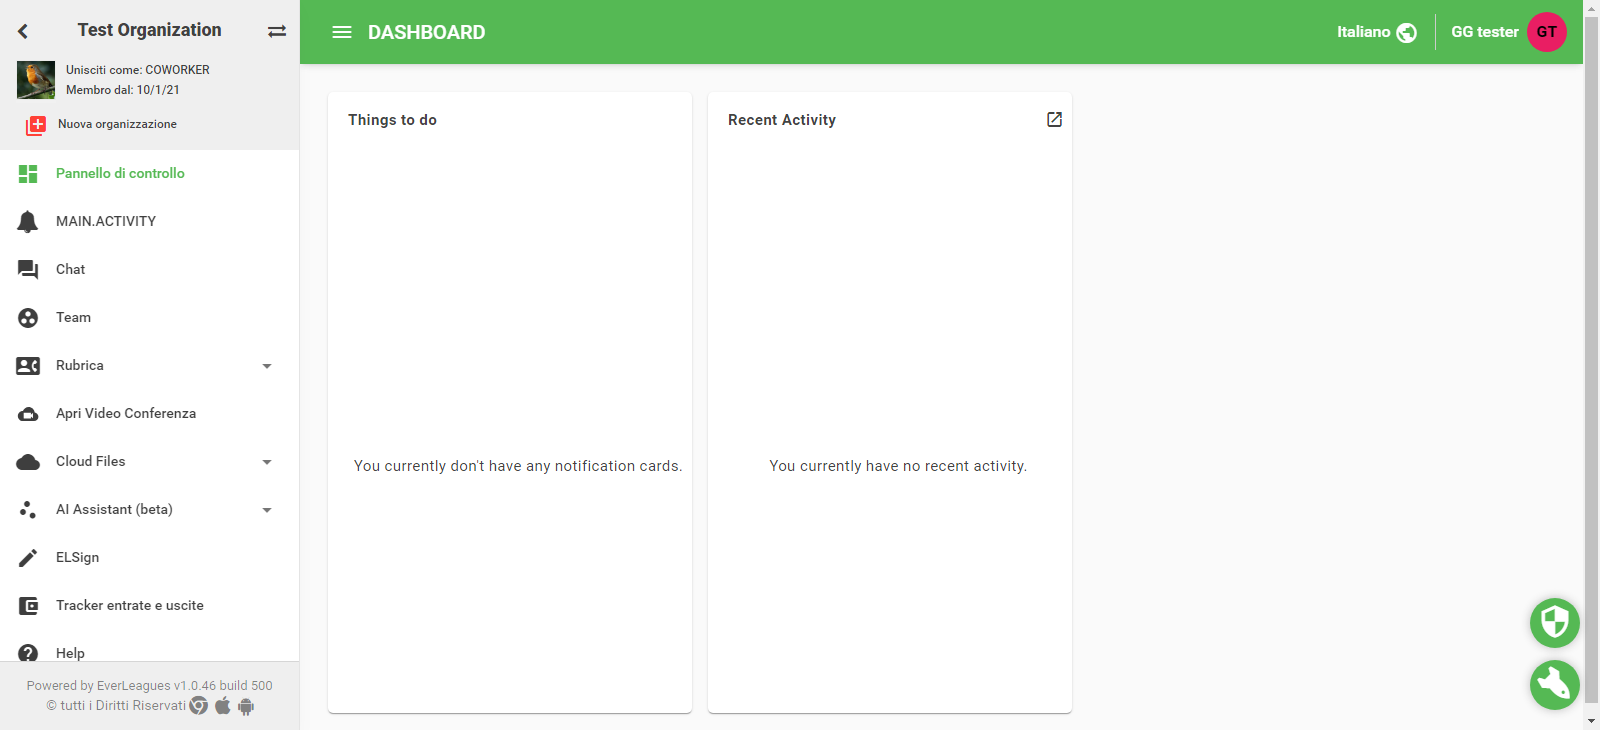 Test Organization
Unisciti come: COWORKER
Membro dal: 10/1/21
Nuova organizzazione
Pannello di controllo
MAIN.ACTIVITY
Chat
Team
Rubrica
Apri Video Conferenza
Cloud Files
AI Assistant (beta)
ELSign
Tracker entrate e uscite
Help
Powered by EverLeagues v1.0.46 build 500
© tutti i Diritti Riservati
DASHBOARD
Italiano
GG tester
GT
Things to do
You currently don't have any notification cards.
Recent Activity
You currently have no recent activity.